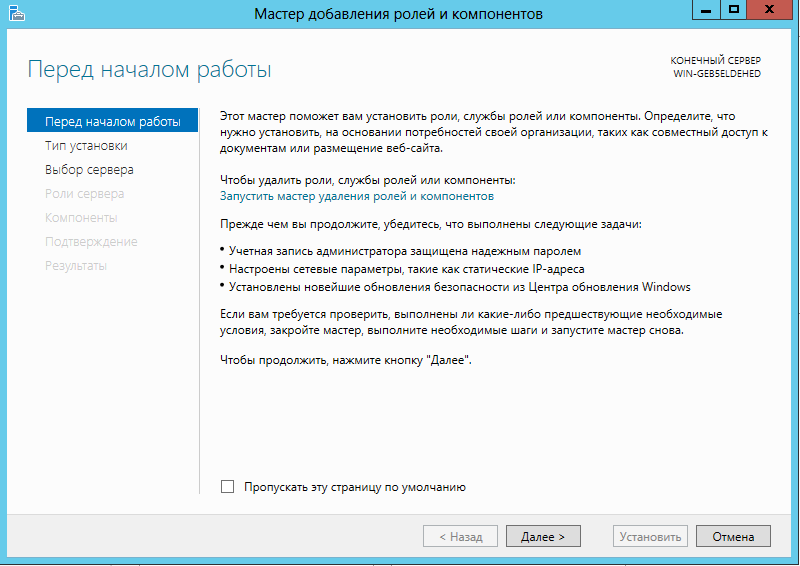 Мастер добавления ролей и компонентов
Перед началом работы
КОНЕЧНЫЙ СЕРВЕР
WIN-GEB5ELDEHED
Перед началом работы
Тип установки
Выбор сервера
Роли сервера
Компоненты
Подтверждение
Результаты
Этот мастер поможет вам установить роли, службы ролей или компоненты. Определите, что
нужно установить, на основании потребностей своей организации, таких как совместный доступ к
документам или размещение веб-сайта.
Чтобы удалить роли, службы ролей или компоненты:
Запустить мастер удаления ролей и компонентов
Прежде чем вы продолжите, убедитесь, что выполнены следующие задачи:
• Учетная запись администратора защищена надежным паролем
• Настроены сетевые параметры, такие как статические IP-адреса
• Установлены новейшие обновления безопасности из Центра обновления Windows
Если вам требуется проверить, выполнены ли какие-либо предшествующие необходимые
условия, закройте мастер, выполните необходимые шаги и запустите мастер снова.
Чтобы продолжить, нажмите кнопку "Далее".
Пропускать эту страницу по умолчанию
< Назад
Далее >
Установить
Отмена